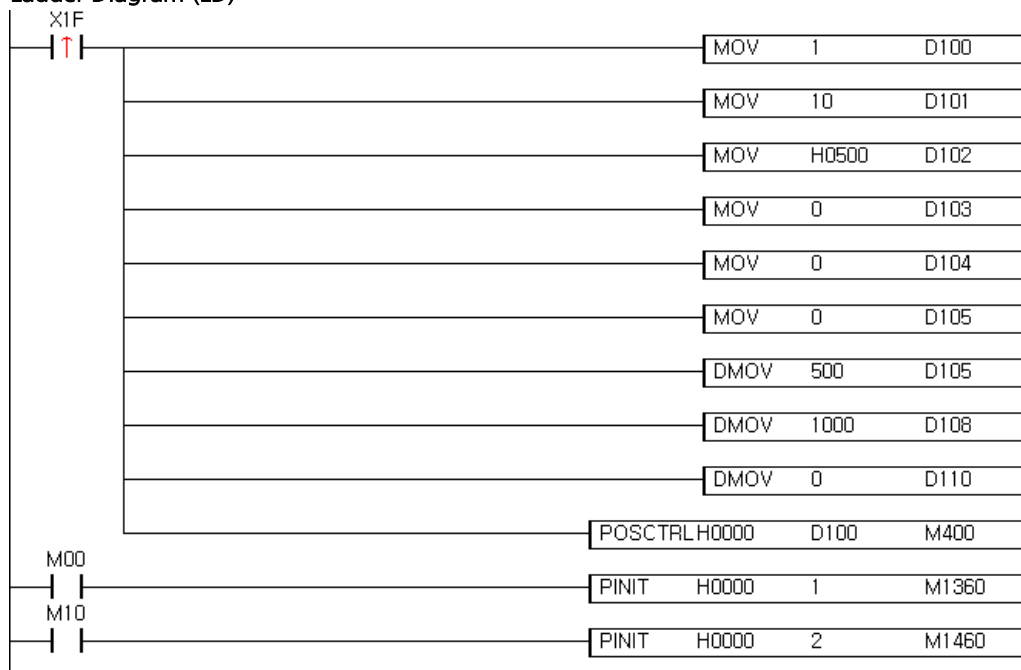 Ladder Diagram (LD)
X1F
MOV 1 D100
MOV 10 D101
MOV H0500 D102
MOV 0 D103
MOV 0 D104
MOV 0 D105
DMOV 500 D105
DMOV 1000 D108
DMOV 0 D110
POSCTRL H0000 D100 M400
M00
PINIT H0000 1 M1360
M10
PINIT H0000 2 M1460